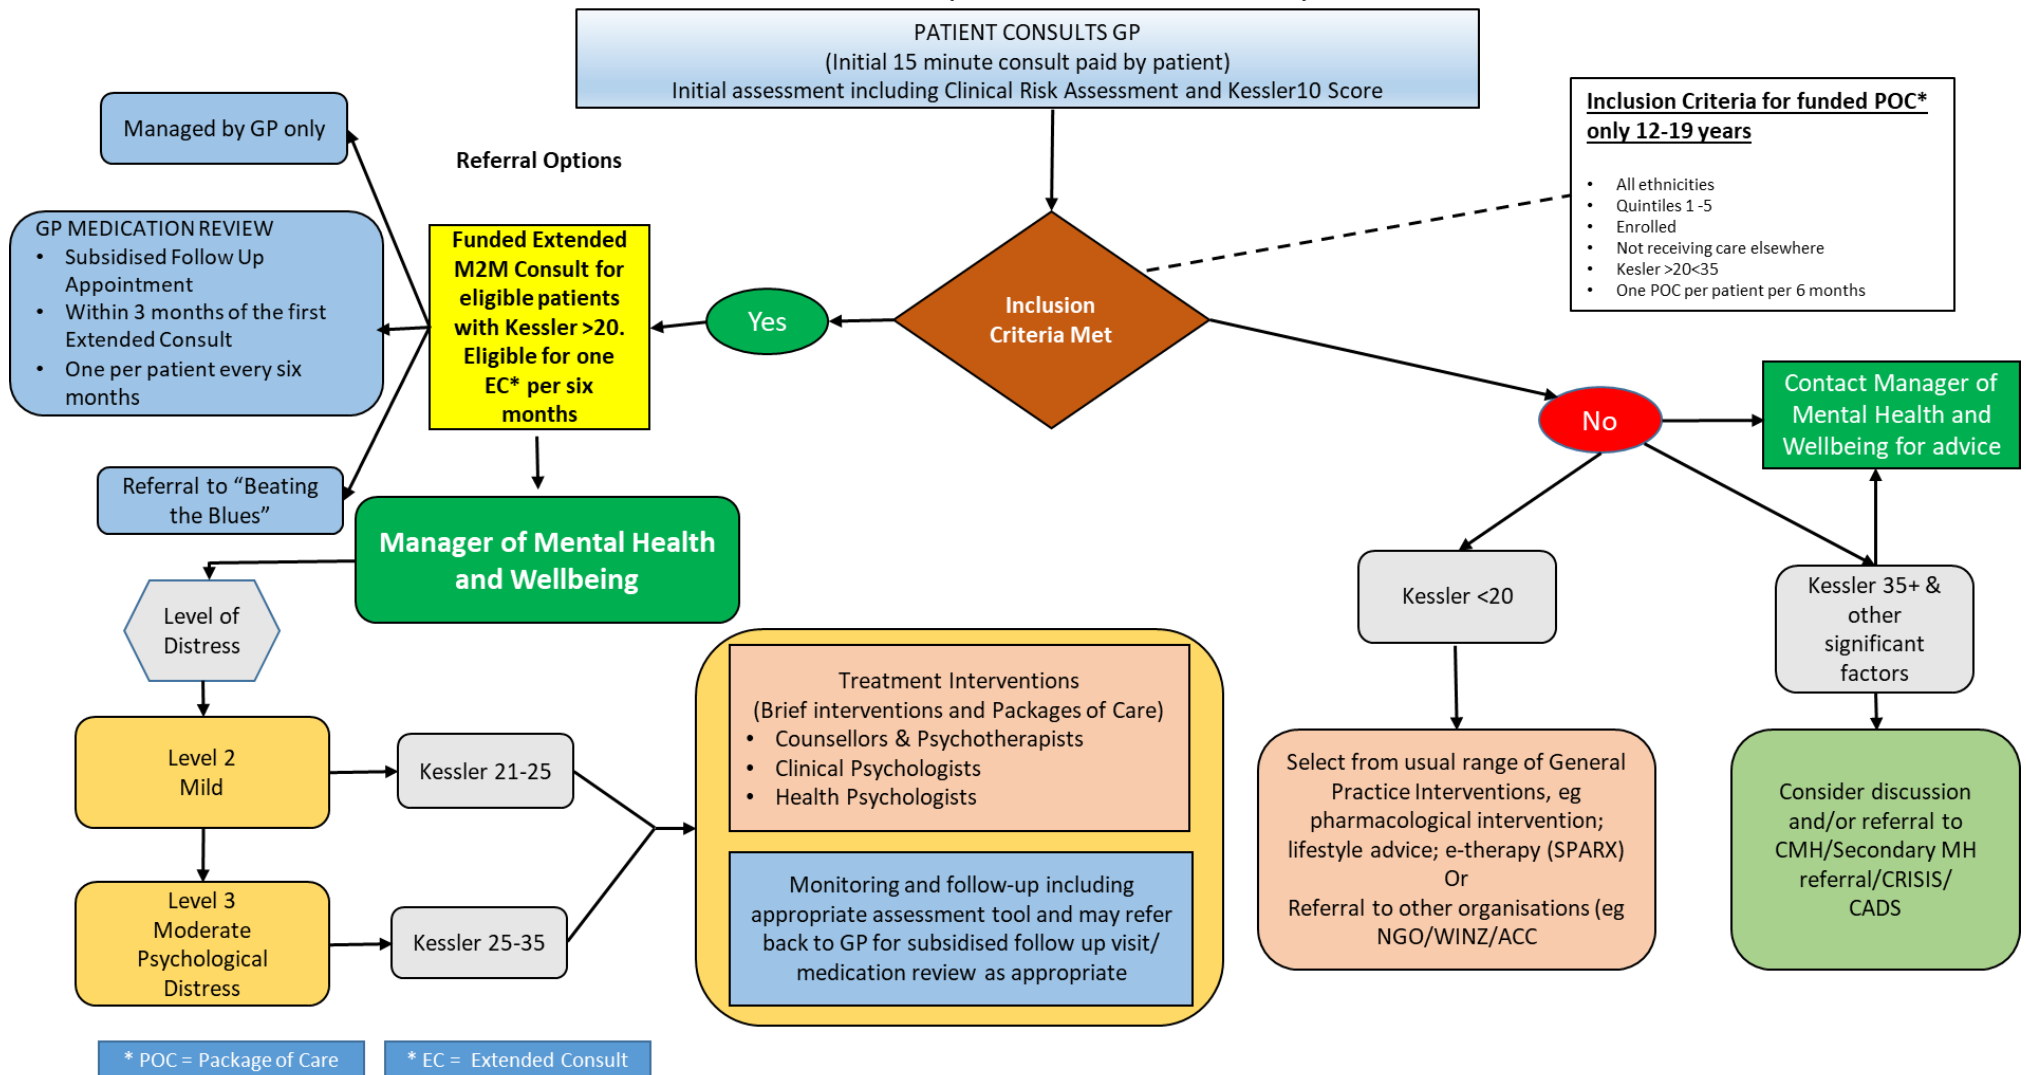 PATIENT CONSULTS GP
(Initial 15 minute consult paid by patient)
Initial assessment including Clinical Risk Assessment and Kessler10 Score
Inclusion Criteria for funded POC*
only 12-19 years
• All ethnicities
• Quintiles 1 -5
• Enrolled
• Not receiving care elsewhere
• Kesler >20<35
• One POC per patient per 6 months
Managed by GP only
Referral Options
GP MEDICATION REVIEW
• Subsidised Follow Up
Appointment
• Within 3 months of the first
Extended Consult
• One per patient every six
months
Funded Extended
M2M Consult for
eligible patients
with Kessler >20.
Eligible for one
EC* per six
months
Yes
Inclusion
Criteria Met
No
Contact Manager of
Mental Health and
Wellbeing for advice
Referral to “Beating
the Blues”
Manager of Mental Health
and Wellbeing
Level of
Distress
Kessler <20
Kessler 35+ &
other
significant
factors
Level 2
Mild
Kessler 21-25
Level 3
Moderate
Psychological
Distress
Kessler 25-35
Treatment Interventions
(Brief interventions and Packages of Care)
• Counsellors & Psychotherapists
• Clinical Psychologists
• Health Psychologists
Monitoring and follow-up including
appropriate assessment tool and may refer
back to GP for subsidised follow up visit/
medication review as appropriate
Select from usual range of General
Practice Interventions, eg
pharmacological intervention;
lifestyle advice; e-therapy (SPARX)
Or
Referral to other organisations (eg
NGO/WINZ/ACC
Consider discussion
and/or referral to
CMH/Secondary MH
referral/CRISIS/
CADS
* POC = Package of Care
* EC = Extended Consult